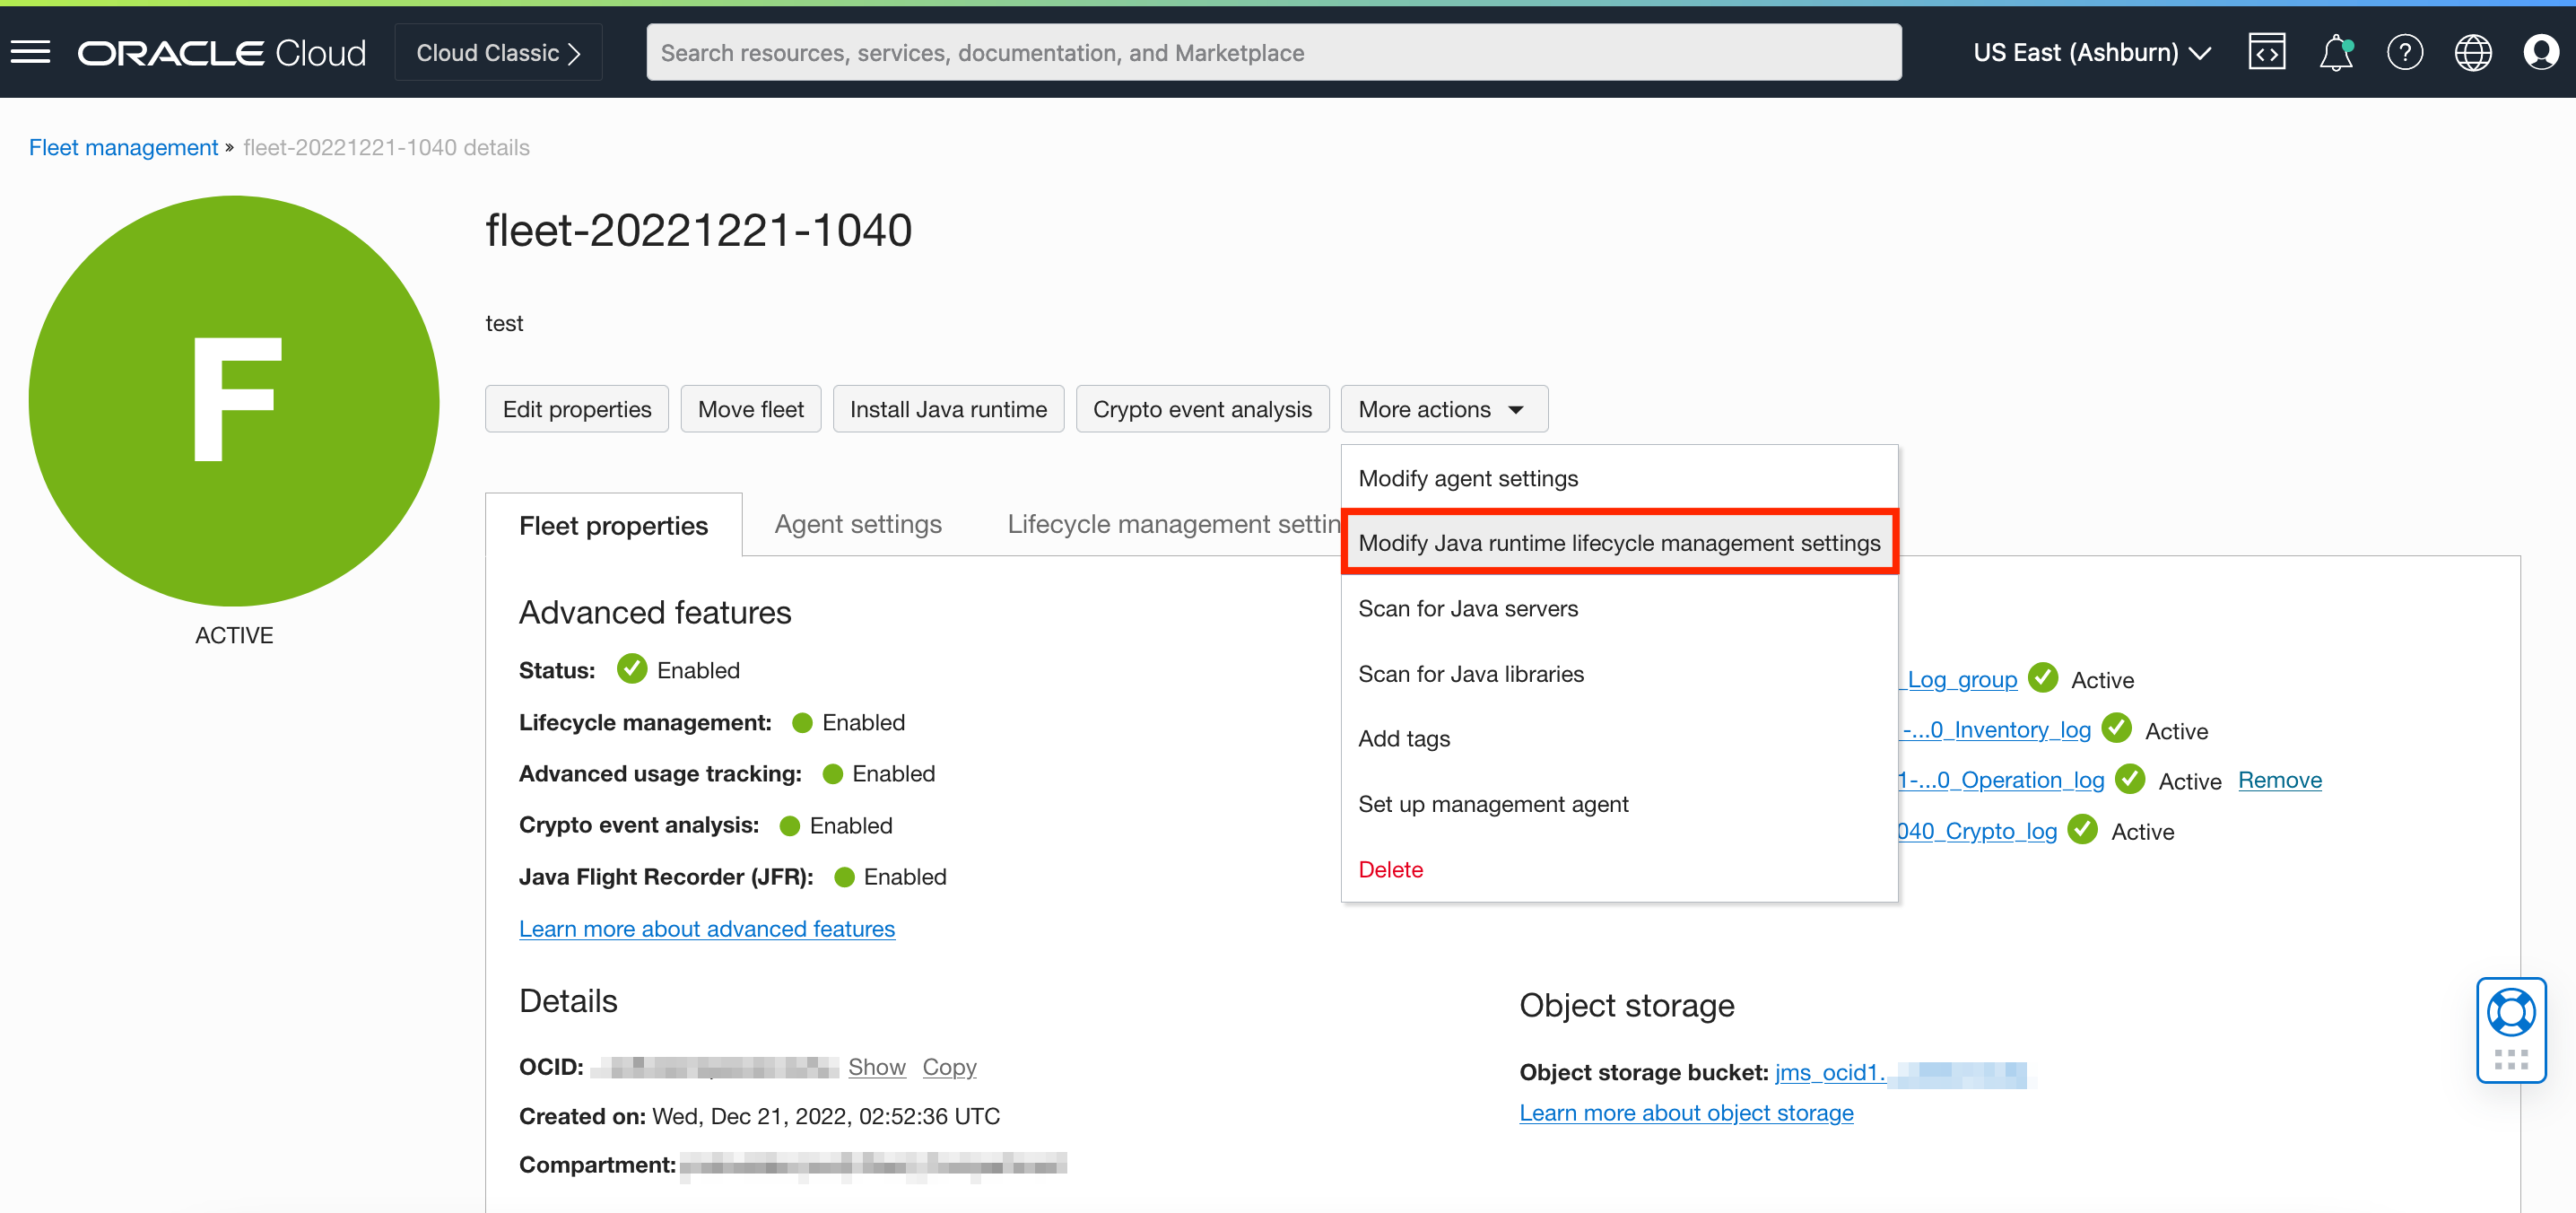 ORACLE Cloud
Cloud Classic
Search resources, services, documentation, and Marketplace
US East (Ashburn)
Fleet management » fleet-20221221-1040 details
F
ACTIVE
fleet-20221221-1040
test
Edit properties
Move fleet
Install Java runtime
Crypto event analysis
More actions
Modify agent settings
Modify Java runtime lifecycle management settings
Scan for Java servers
Scan for Java libraries
Add tags
Set up management agent
Delete
Fleet properties
Agent settings
Lifecycle management settin
Advanced features
Status: Enabled
Lifecycle management: Enabled
Advanced usage tracking: Enabled
Crypto event analysis: Enabled
Java Flight Recorder (JFR): Enabled
Learn more about advanced features
_Log_group Active
-...0_Inventory_log Active
1-...0_Operation_log Active Remove
040_Crypto_log Active
Details
OCID: Show Copy
Created on: Wed, Dec 21, 2022, 02:52:36 UTC
Compartment:
Object storage
Object storage bucket: jms_ocid1.
Learn more about object storage